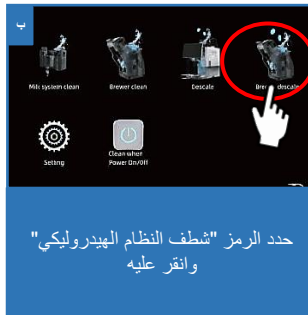 ب
Milk system clean
Brewer clean
Descale
Brewer descale
Setting
Clean when
Power On/Off
حدد الرمز "شطف النظام الهيدروليكي"
وانقر عليه